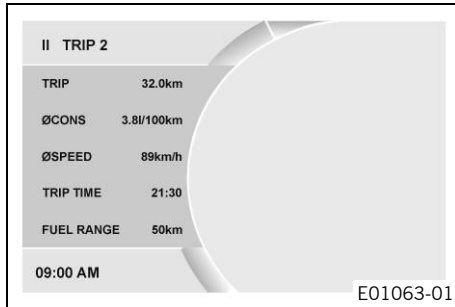 II TRIP 2
TRIP 32.0km
ØCONS 3.8l/100km
ØSPEED 89km/h
TRIP TIME 21:30
FUEL RANGE 50km
09:00 AM
E01063-01